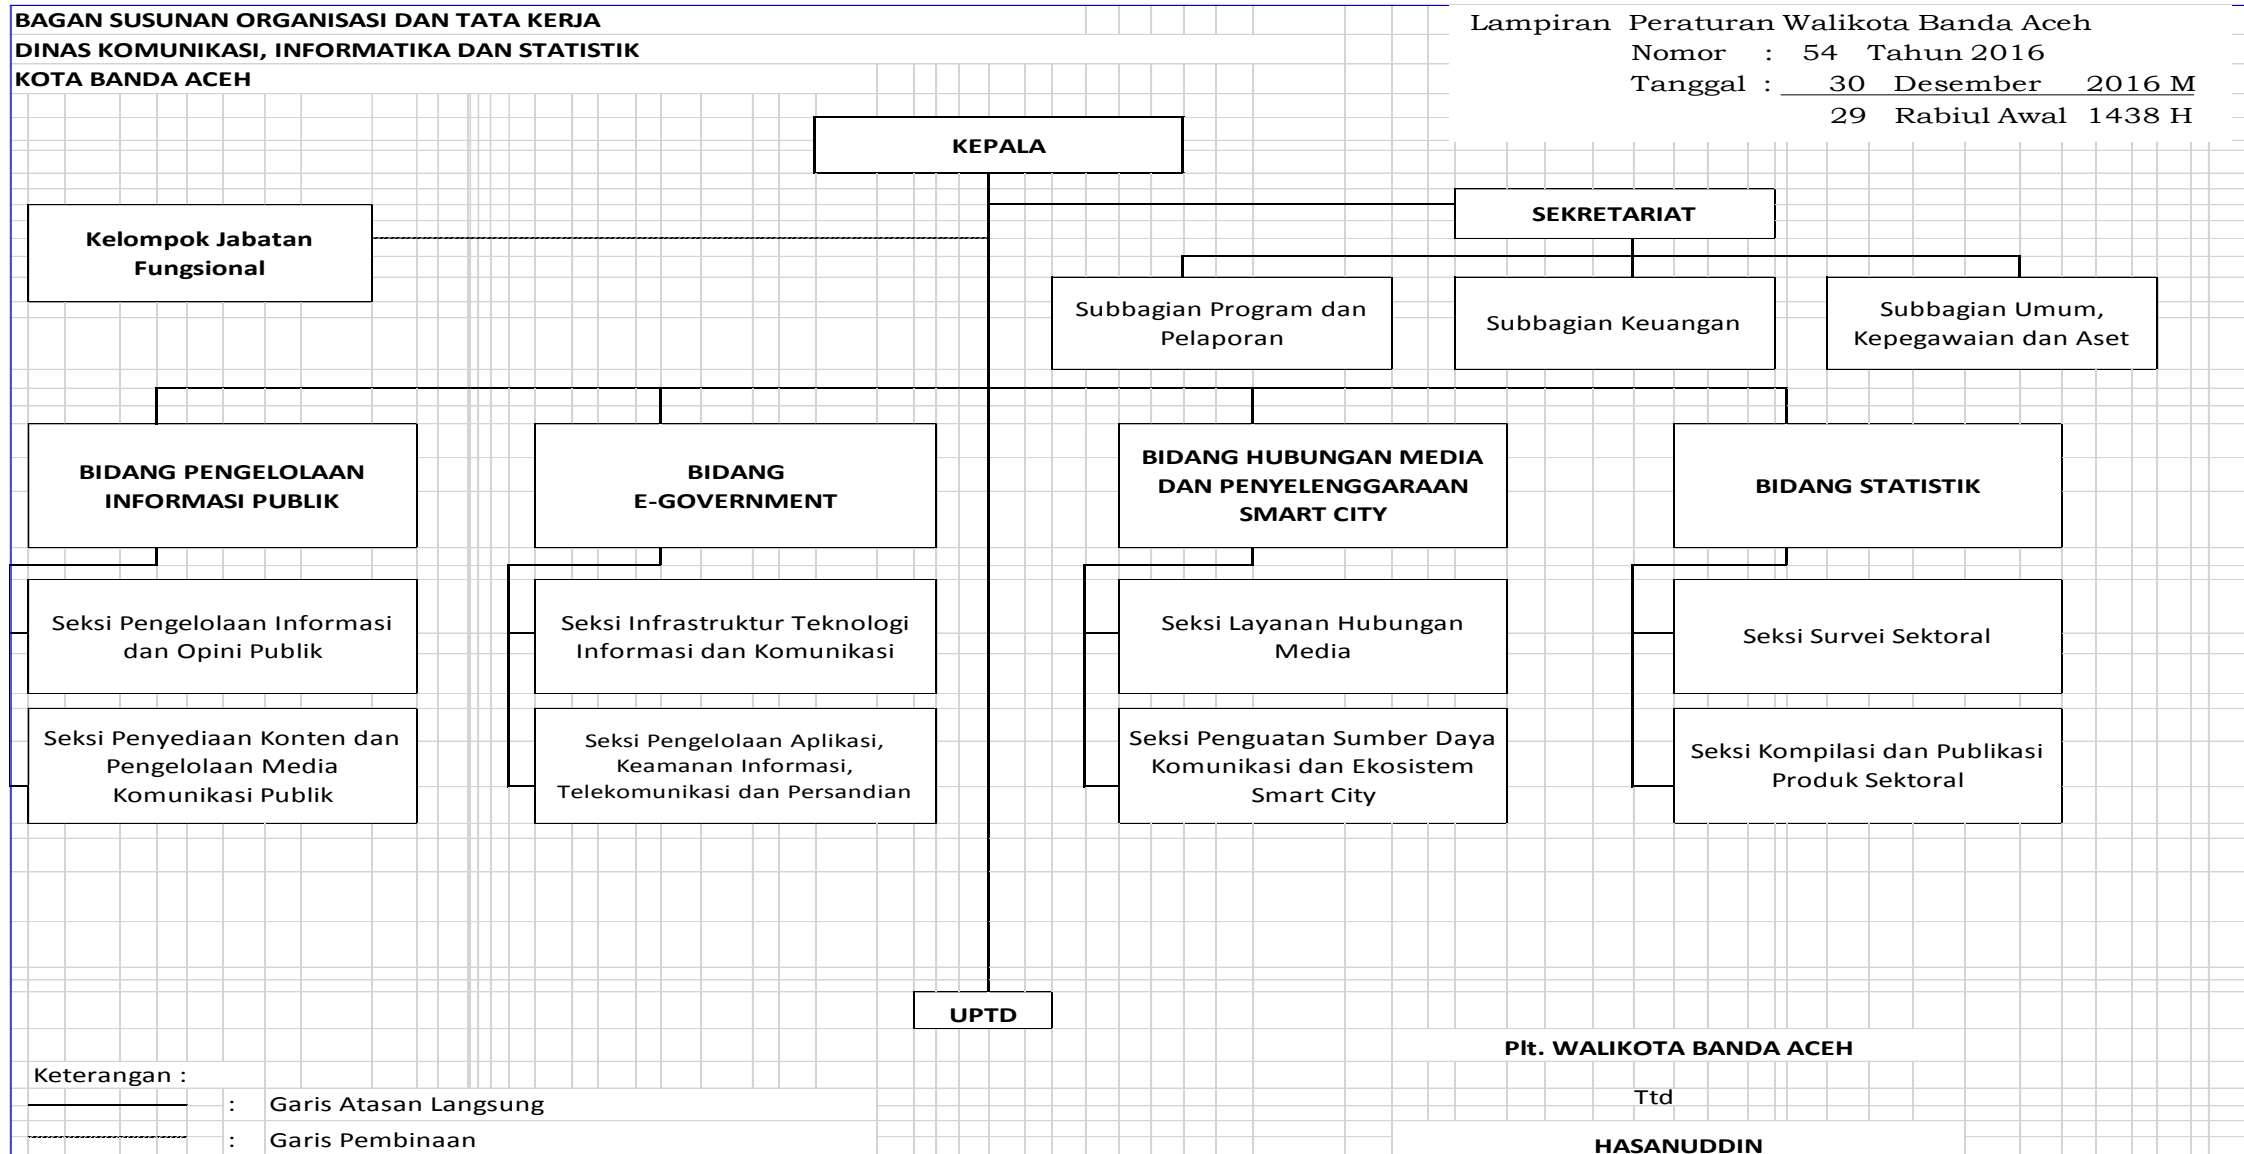 BAGAN SUSUNAN ORGANISASI DAN TATA KERJA
DINAS KOMUNIKASI, INFORMATIKA DAN STATISTIK
KOTA BANDA ACEH
Lampiran Peraturan Walikota Banda Aceh
Nomor : 54 Tahun 2016
Tanggal : 30 Desember 2016 M
29 Rabiul Awal 1438 H
KEPALA
SEKRETARIAT
Kelompok Jabatan
Fungsional
Subbagian Program dan
Pelaporan
Subbagian Keuangan
Subbagian Umum,
Kepegawaian dan Aset
BIDANG PENGELOLAAN
INFORMASI PUBLIK
BIDANG
E-GOVERNMENT
BIDANG HUBUNGAN MEDIA
DAN PENYELENGGARAAN
SMART CITY
BIDANG STATISTIK
Seksi Pengelolaan Informasi
dan Opini Publik
Seksi Infrastruktur Teknologi
Informasi dan Komunikasi
Seksi Layanan Hubungan
Media
Seksi Survei Sektoral
Seksi Penyediaan Konten dan
Pengelolaan Media
Komunikasi Publik
Seksi Pengelolaan Aplikasi,
Keamanan Informasi,
Telekomunikasi dan Persandian
Seksi Penguatan Sumber Daya
Komunikasi dan Ekosistem
Smart City
Seksi Kompilasi dan Publikasi
Produk Sektoral
UPTD
Plt. WALIKOTA BANDA ACEH
Ttd
HASANUDDIN
Keterangan :
: Garis Atasan Langsung
: Garis Pembinaan